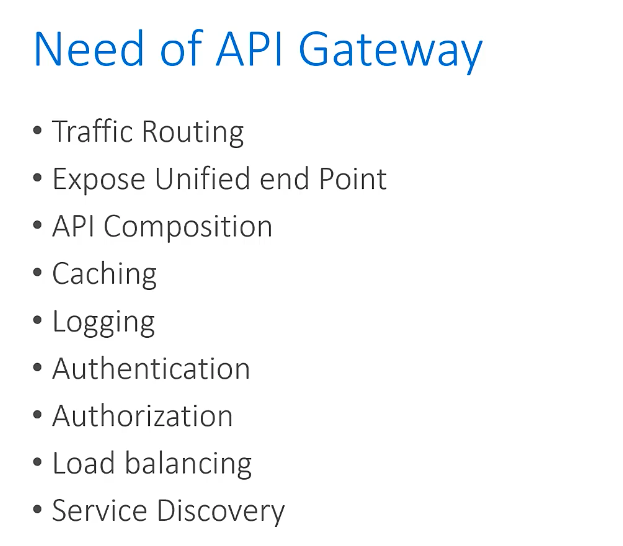 Need of API Gateway
• Traffic Routing
• Expose Unified end Point
• API Composition
• Caching
• Logging
• Authentication
• Authorization
• Load balancing
• Service Discovery